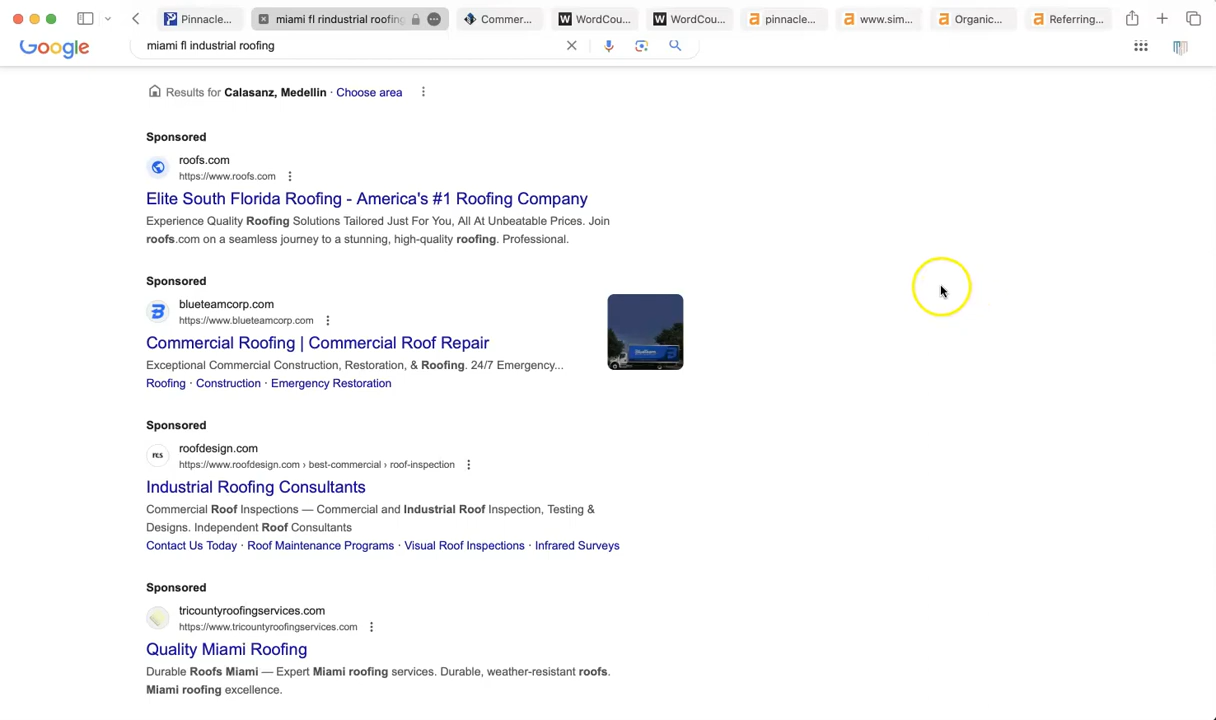 Pinnacle...
miami fl rindustrial roofing
Commer...
WordCou...
WordCou...
pinnacle...
www.sim...
Organic...
Referring...
Google
miami fl industrial roofing
Results for Calasanz, Medellin · Choose area
Sponsored
roofs.com
https://www.roofs.com
Elite South Florida Roofing - America's #1 Roofing Company
Experience Quality Roofing Solutions Tailored Just For You, All At Unbeatable Prices. Join
roofs.com on a seamless journey to a stunning, high-quality roofing. Professional.
Sponsored
blueteamcorp.com
https://www.blueteamcorp.com
Commercial Roofing | Commercial Roof Repair
Exceptional Commercial Construction, Restoration, & Roofing. 24/7 Emergency...
Roofing · Construction · Emergency Restoration
Sponsored
rcs
roofdesign.com
https://www.roofdesign.com › best-commercial › roof-inspection
Industrial Roofing Consultants
Commercial Roof Inspections — Commercial and Industrial Roof Inspection, Testing &
Designs. Independent Roof Consultants
Contact Us Today · Roof Maintenance Programs · Visual Roof Inspections · Infrared Surveys
Sponsored
tricountyroofingservices.com
https://www.tricountyroofingservices.com
Quality Miami Roofing
Durable Roofs Miami — Expert Miami roofing services. Durable, weather-resistant roofs.
Miami roofing excellence.